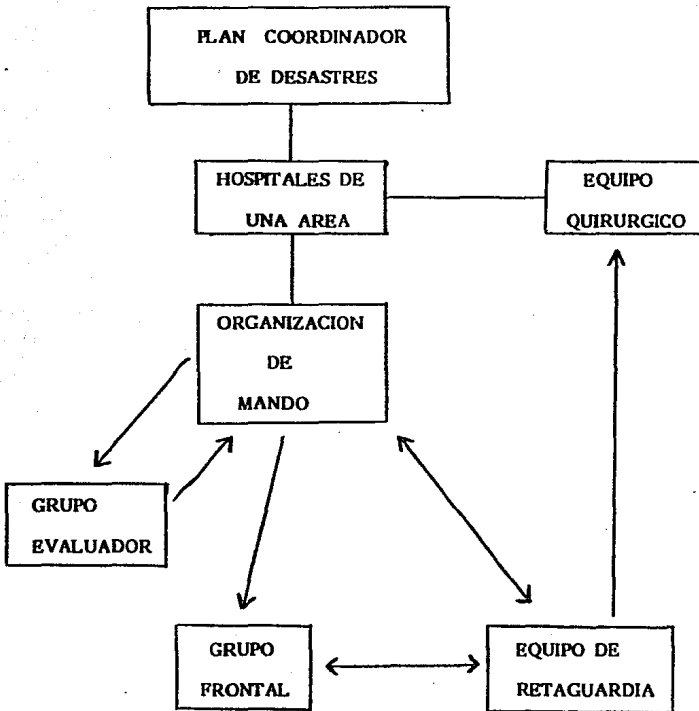 PLAN COORDINADOR
DE DESASTRES
HOSPITALES DE
UNA AREA
EQUIPO
QUIRURGICO
ORGANIZACION
DE
MANDO
GRUPO
EVALUADOR
GRUPO
FRONTAL
EQUIPO DE
RETAGUARDIA